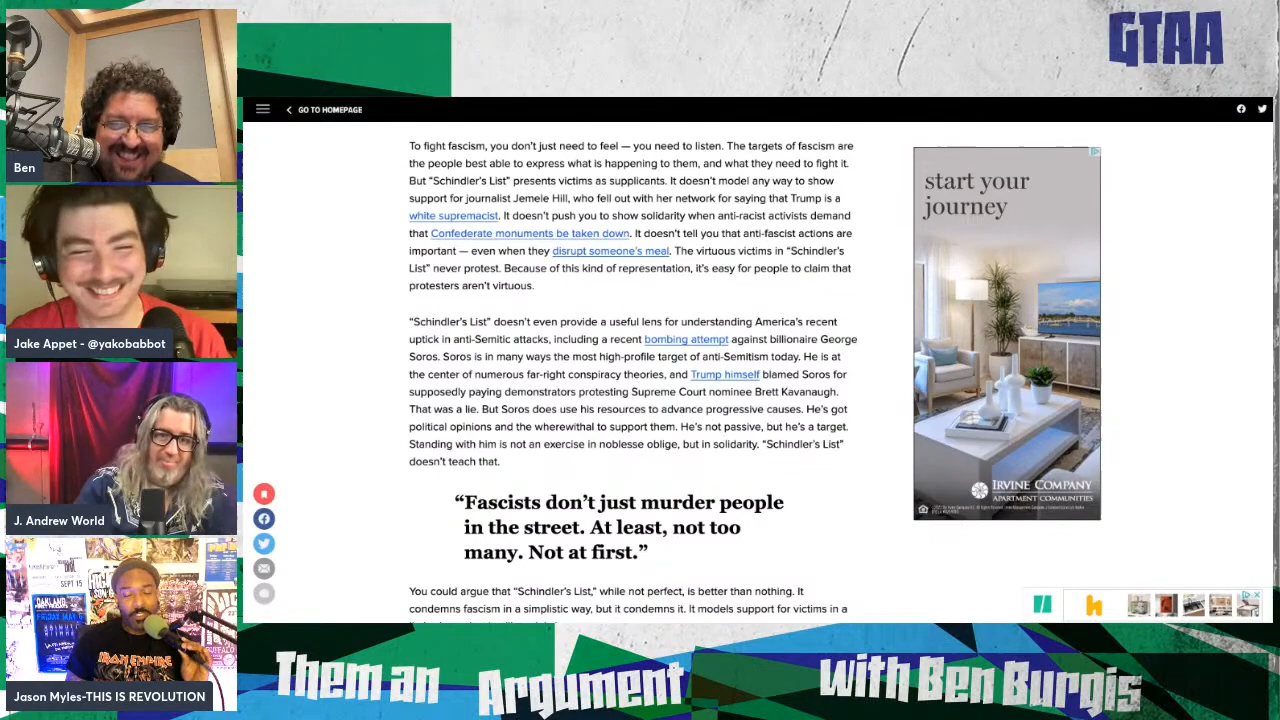 GTAA
Ben
Jake Appet - @yakobabbot
J. Andrew World
Jason Myles-THIS IS REVOLUTION
OAKLAND
FRIDAY MAY 6
SEPT 15
IRON EMPIRE
GO TO HOMEPAGE
To fight fascism, you don’t just need to feel — you need to listen. The targets of fascism are
the people best able to express what is happening to them, and what they need to fight it.
But “Schindler’s List” presents victims as supplicants. It doesn’t model any way to show
support for journalist Jemele Hill, who fell out with her network for saying that Trump is a
white supremacist. It doesn’t push you to show solidarity when anti-racist activists demand
that Confederate monuments be taken down. It doesn’t tell you that anti-fascist actions are
important — even when they disrupt someone’s meal. The virtuous victims in “Schindler’s
List” never protest. Because of this kind of representation, it’s easy for people to claim that
protesters aren’t virtuous.
“Schindler’s List” doesn’t even provide a useful lens for understanding America’s recent
uptick in anti-Semitic attacks, including a recent bombing attempt against billionaire George
Soros. Soros is in many ways the most high-profile target of anti-Semitism today. He is at
the center of numerous far-right conspiracy theories, and Trump himself blamed Soros for
supposedly paying demonstrators protesting Supreme Court nominee Brett Kavanaugh.
That was a lie. But Soros does use his resources to advance progressive causes. He’s got
political opinions and the wherewithal to support them. He’s not passive, but he’s a target.
Standing with him is not an exercise in noblesse oblige, but in solidarity. “Schindler’s List”
doesn’t teach that.
“Fascists don’t just murder people
in the street. At least, not too
many. Not at first.”
You could argue that “Schindler’s List,” while not perfect, is better than nothing. It
condemns fascism in a simplistic way, but it condemns it. It models support for victims in a
start your
journey
IRVINE COMPANY
APARTMENT COMMUNITIES
h
Them an Argument with Ben Burgis